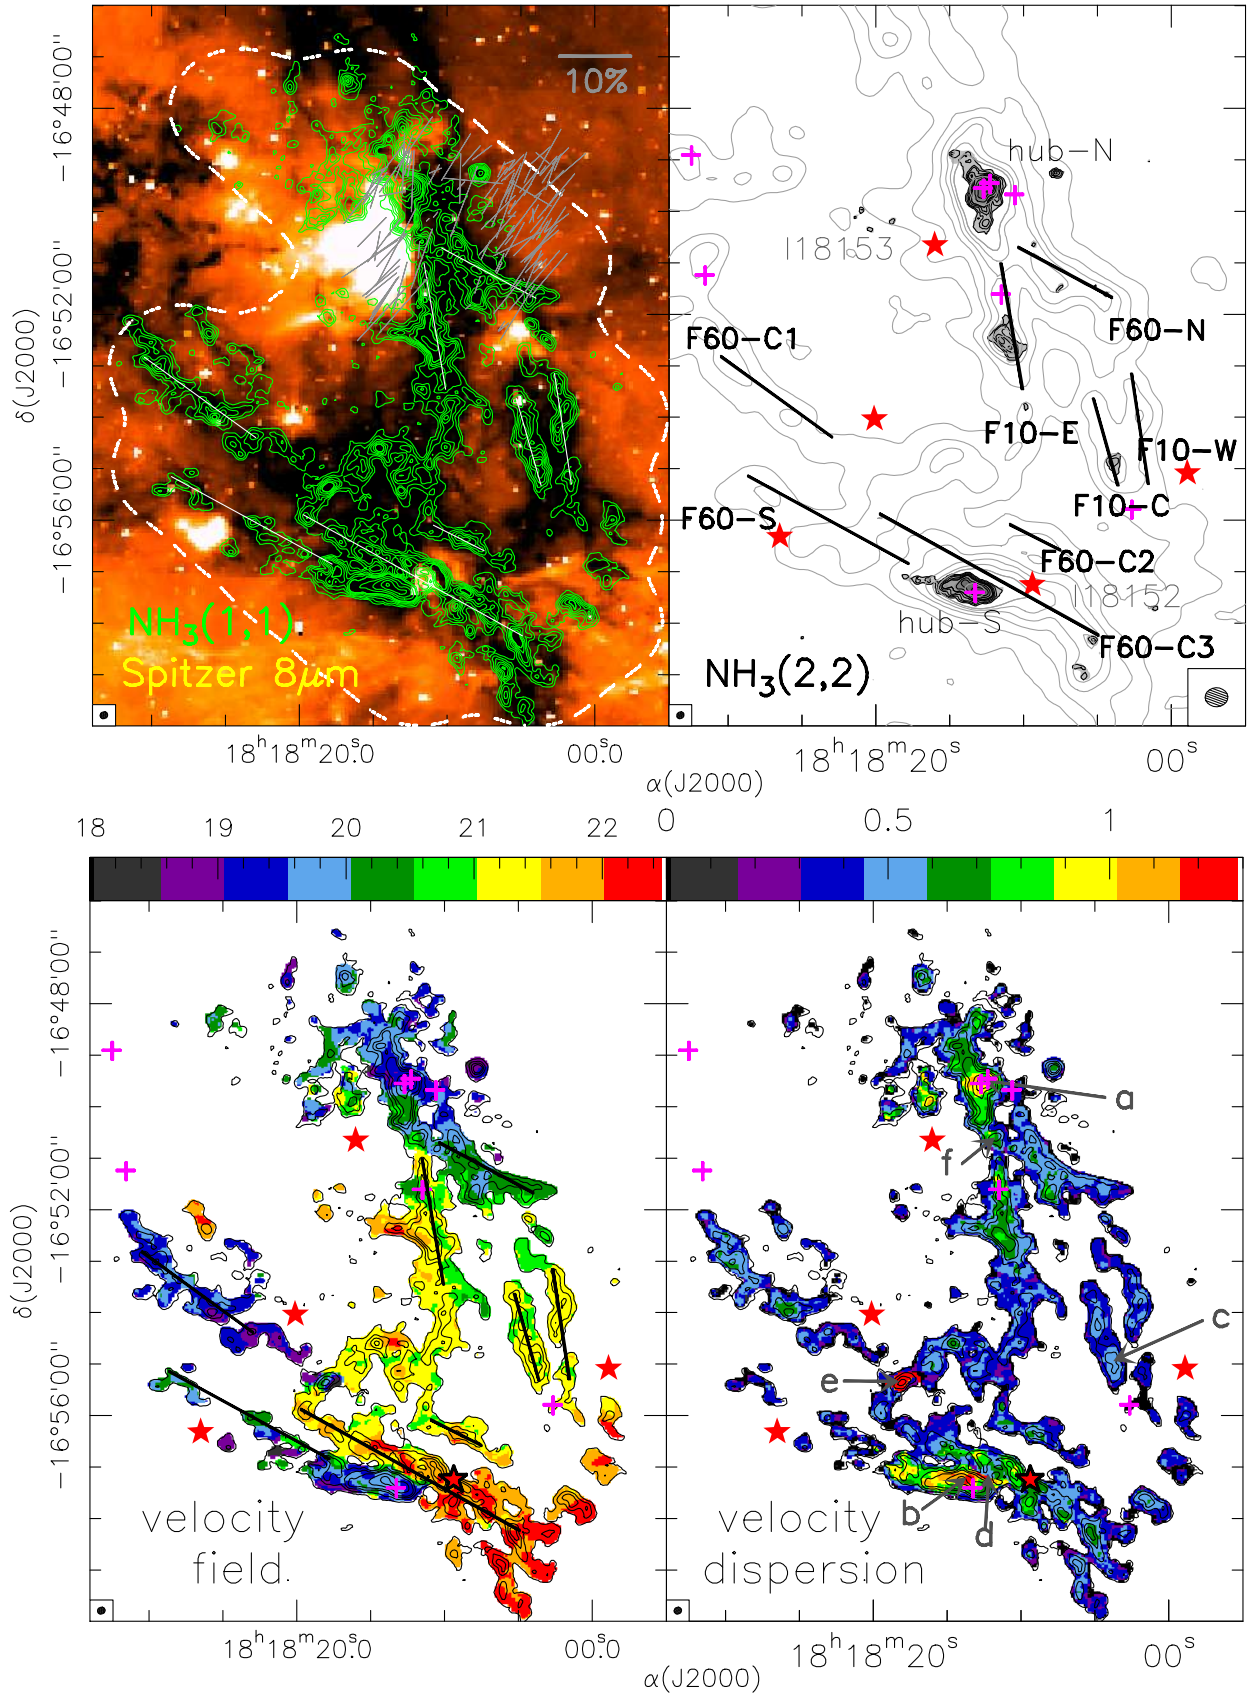 10%
−16°48'00''
−16°52'00''
−16°56'00''
δ(J2000)
NH₃(1,1)
Spitzer 8μm
18ʰ18ᵐ20ˢ.0
00ˢ.0
hub−N
I18153
F60−N
F60−C1
F10−E
F10−W
F10−C
F60−S
F60−C2
I18152
hub−S
F60−C3
NH₃(2,2)
18ʰ18ᵐ20ˢ
00ˢ
α(J2000)
18 19 20 21 22
0 0.5 1
−16°48'00''
−16°52'00''
−16°56'00''
δ(J2000)
velocity
field.
18ʰ18ᵐ20ˢ.0
00ˢ.0
a
f
c
e
b
d
velocity
dispersion
18ʰ18ᵐ20ˢ
00ˢ
α(J2000)